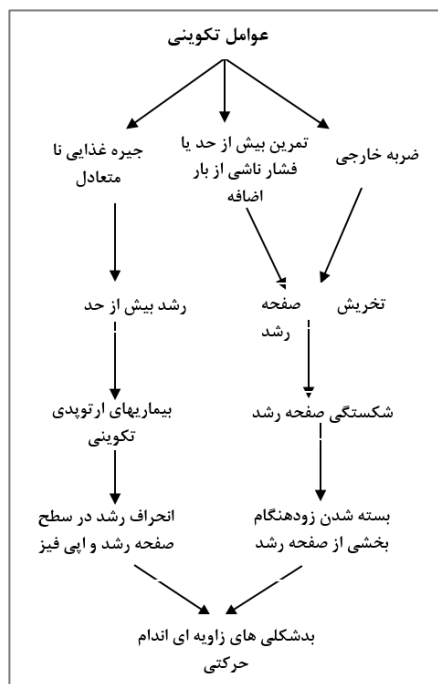 عوامل تکوینی
ضربه خارجی
تمرین بیش از حد یا
فشار ناشی از بار
اضافه
جیره غذایی نا
متعادل
تخریش صفحه
رشد
رشد بیش از حد
شکستگی صفحه رشد
بیماریهای ارتوپدی
تکوینی
بسته شدن زودهنگام
بخشی از صفحه رشد
انحراف رشد در سطح
صفحه رشد و اپی فیز
بدشکلی های زاویه ای اندام
حرکتی